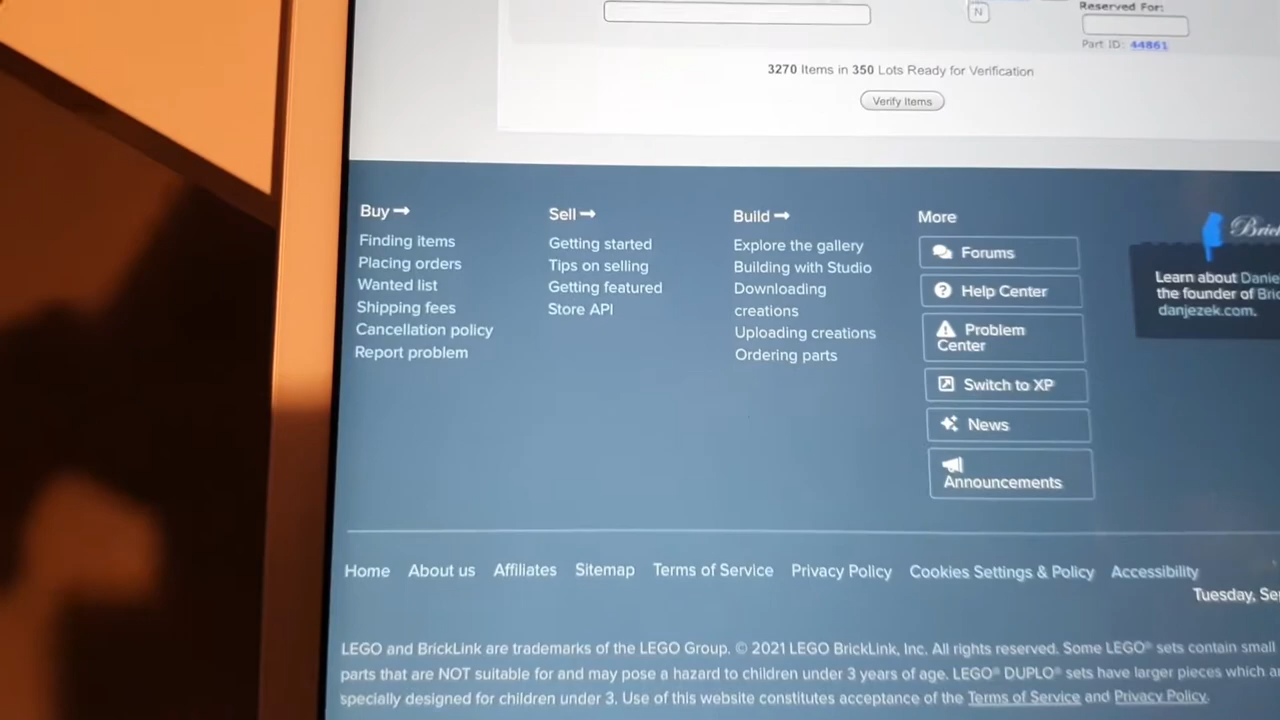 Reserved For:
N
Part ID: 44861
3270 Items in 350 Lots Ready for Verification
Verify Items
Buy →
Finding items
Placing orders
Wanted list
Shipping fees
Cancellation policy
Report problem
Sell →
Getting started
Tips on selling
Getting featured
Store API
Build →
Explore the gallery
Building with Studio
Downloading
creations
Uploading creations
Ordering parts
More
Forums
Help Center
Problem
Center
Switch to XP
News
Announcements
Bric
Learn about Danie
the founder of Bric
danjezek.com.
Home About us Affiliates Sitemap Terms of Service Privacy Policy Cookies Settings & Policy Accessibility
Tuesday, Se
LEGO and BrickLink are trademarks of the LEGO Group. © 2021 LEGO BrickLink, Inc. All rights reserved. Some LEGO® sets contain small
parts that are NOT suitable for and may pose a hazard to children under 3 years of age. LEGO® DUPLO® sets have larger pieces which a
specially designed for children under 3. Use of this website constitutes acceptance of the Terms of Service and Privacy Policy.